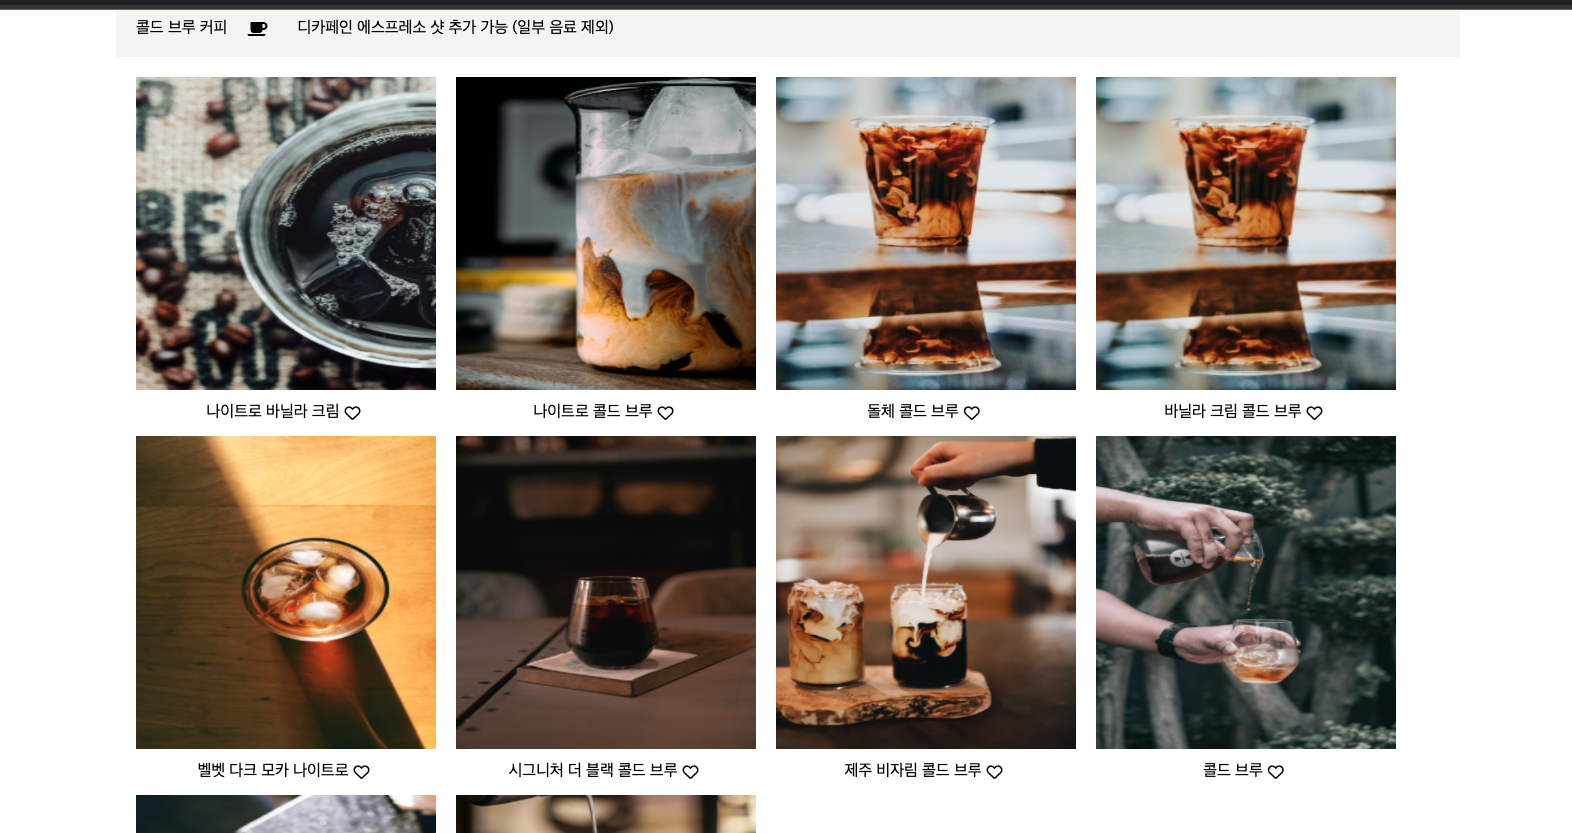 콜드 브루 커피 디카페인 에스프레소 샷 추가 가능 (일부 음료 제외)
나이트로 바닐라 크림
나이트로 콜드 브루
돌체 콜드 브루
바닐라 크림 콜드 브루
벨벳 다크 모카 나이트로
시그니처 더 블랙 콜드 브루
제주 비자림 콜드 브루
콜드 브루